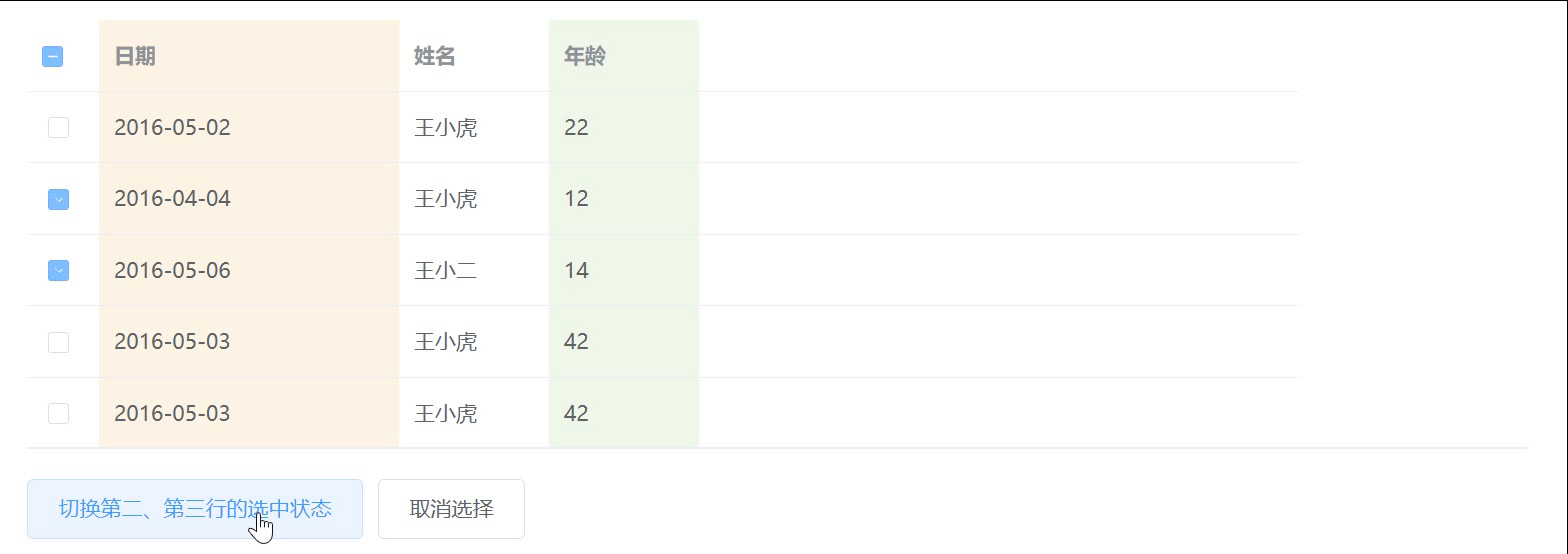 日期 姓名 年龄
2016-05-02 王小虎 22
2016-04-04 王小虎 12
2016-05-06 王小二 14
2016-05-03 王小虎 42
2016-05-03 王小虎 42
切换第二、第三行的选中状态 取消选择